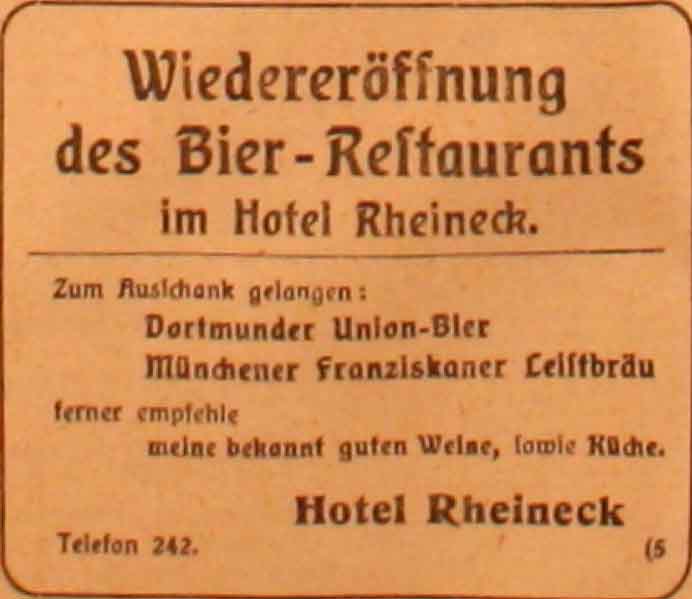 Wiedereröffnung
des Bier-Reſtaurants
im Hotel Rheineck.
Zum Ausſchank gelangen:
Dortmunder Union-Bier
Münchener Franziskaner Leiſtbräu
ferner empfehle
meine bekannt guten Weine, ſowie Küche.
Hotel Rheineck
Telefon 242. (5